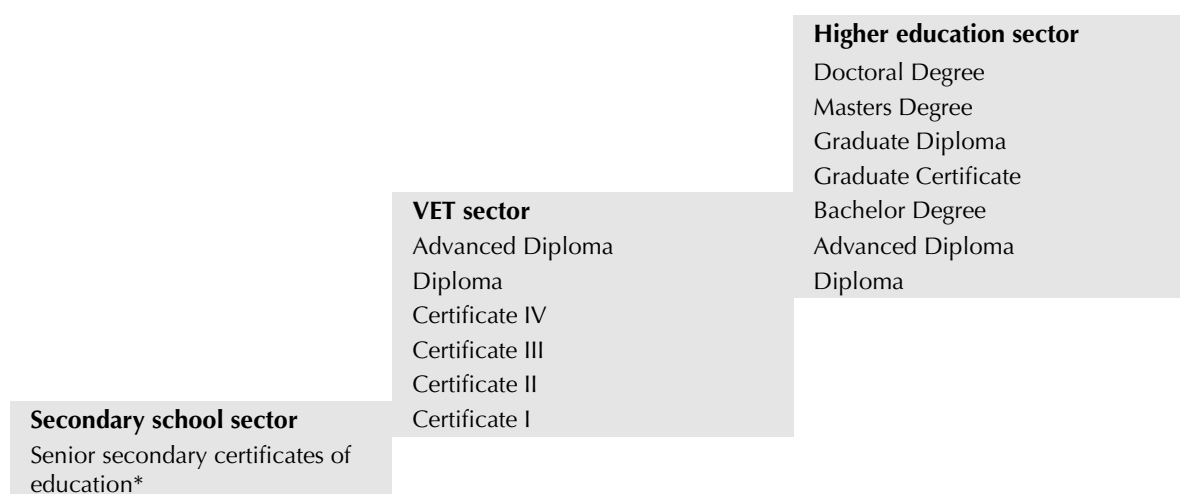 Higher education sector
Doctoral Degree
Masters Degree
Graduate Diploma
Graduate Certificate
Bachelor Degree
Advanced Diploma
Diploma
VET sector
Advanced Diploma
Diploma
Certificate IV
Certificate III
Certificate II
Certificate I
Secondary school sector
Senior secondary certificates of
education*